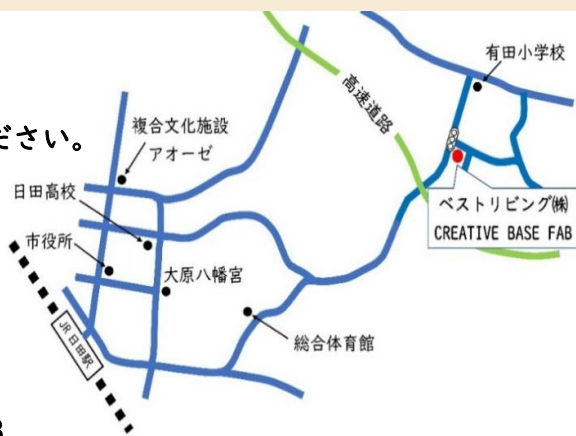 有田小学校
高速道路
ださい。
複合文化施設
アオーゼ
日田高校
ベストリビング㈱
CREATIVE BASE FAB
市役所
大原八幡宮
JR日田駅
総合体育館